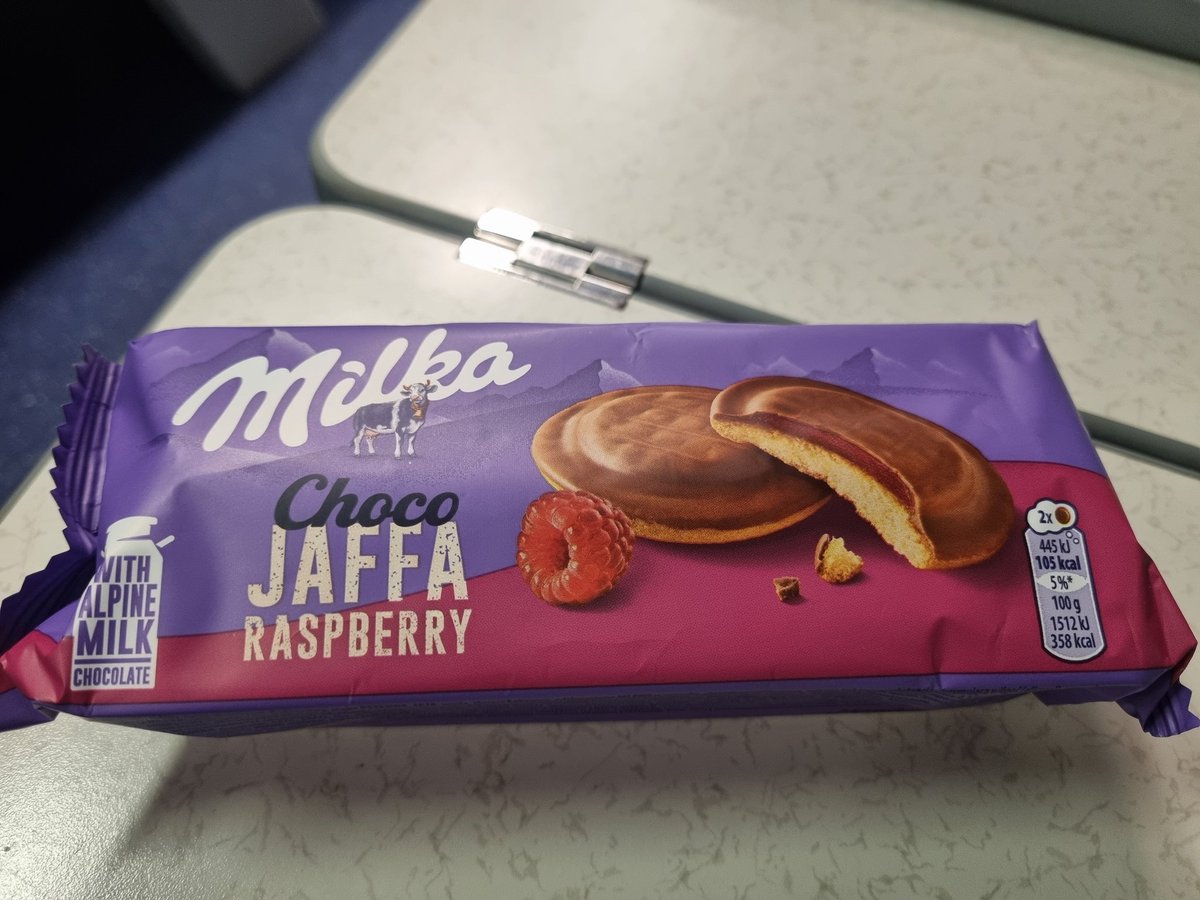 Milka
Choco
JAFFA
RASPBERRY
WITH
ALPINE
MILK
CHOCOLATE
2x
445 kJ
105 kcal
5%*
100 g
1512 kJ
358 kcal